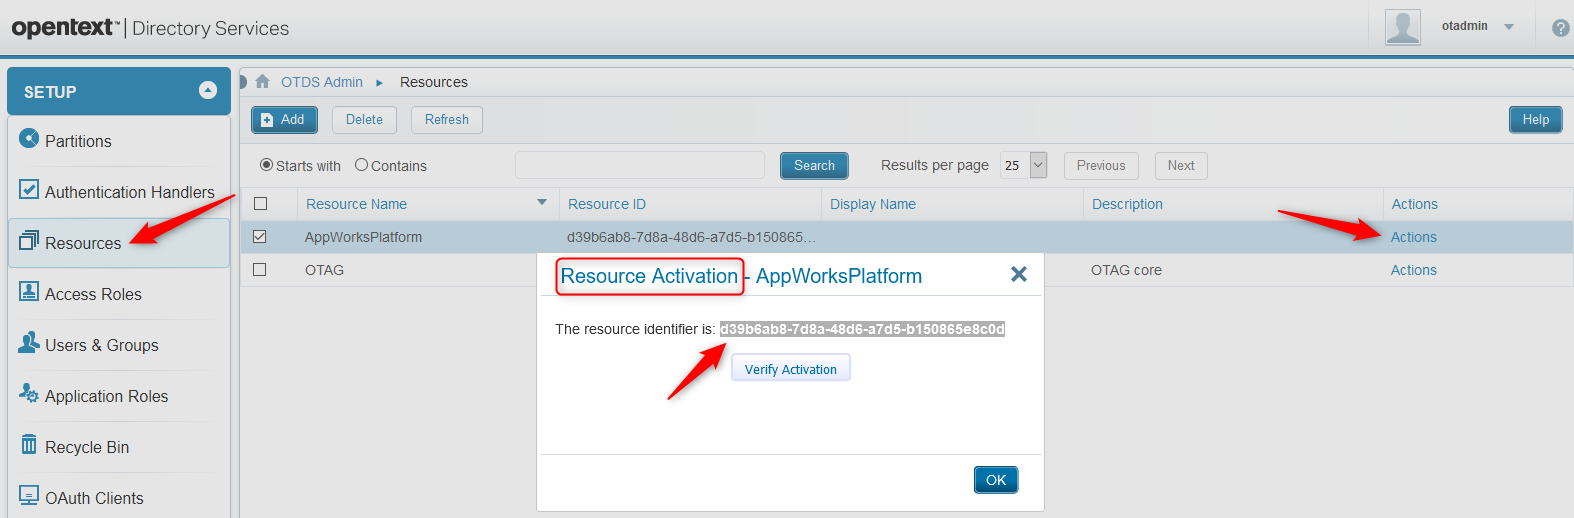 opentext™ | Directory Services
otadmin
SETUP
OTDS Admin ▸ Resources
Add Delete Refresh Help
Partitions
Starts with Contains Search Results per page 25 Previous Next
Authentication Handlers
Resource Name Resource ID Display Name Description Actions
Resources
AppWorksPlatform d39b6ab8-7d8a-48d6-a7d5-b150865... Actions
OTAG OTAG core Actions
Resource Activation - AppWorksPlatform
Access Roles
The resource identifier is: d39b6ab8-7d8a-48d6-a7d5-b150865e8c0d
Users & Groups
Verify Activation
Application Roles
Recycle Bin
OK
OAuth Clients